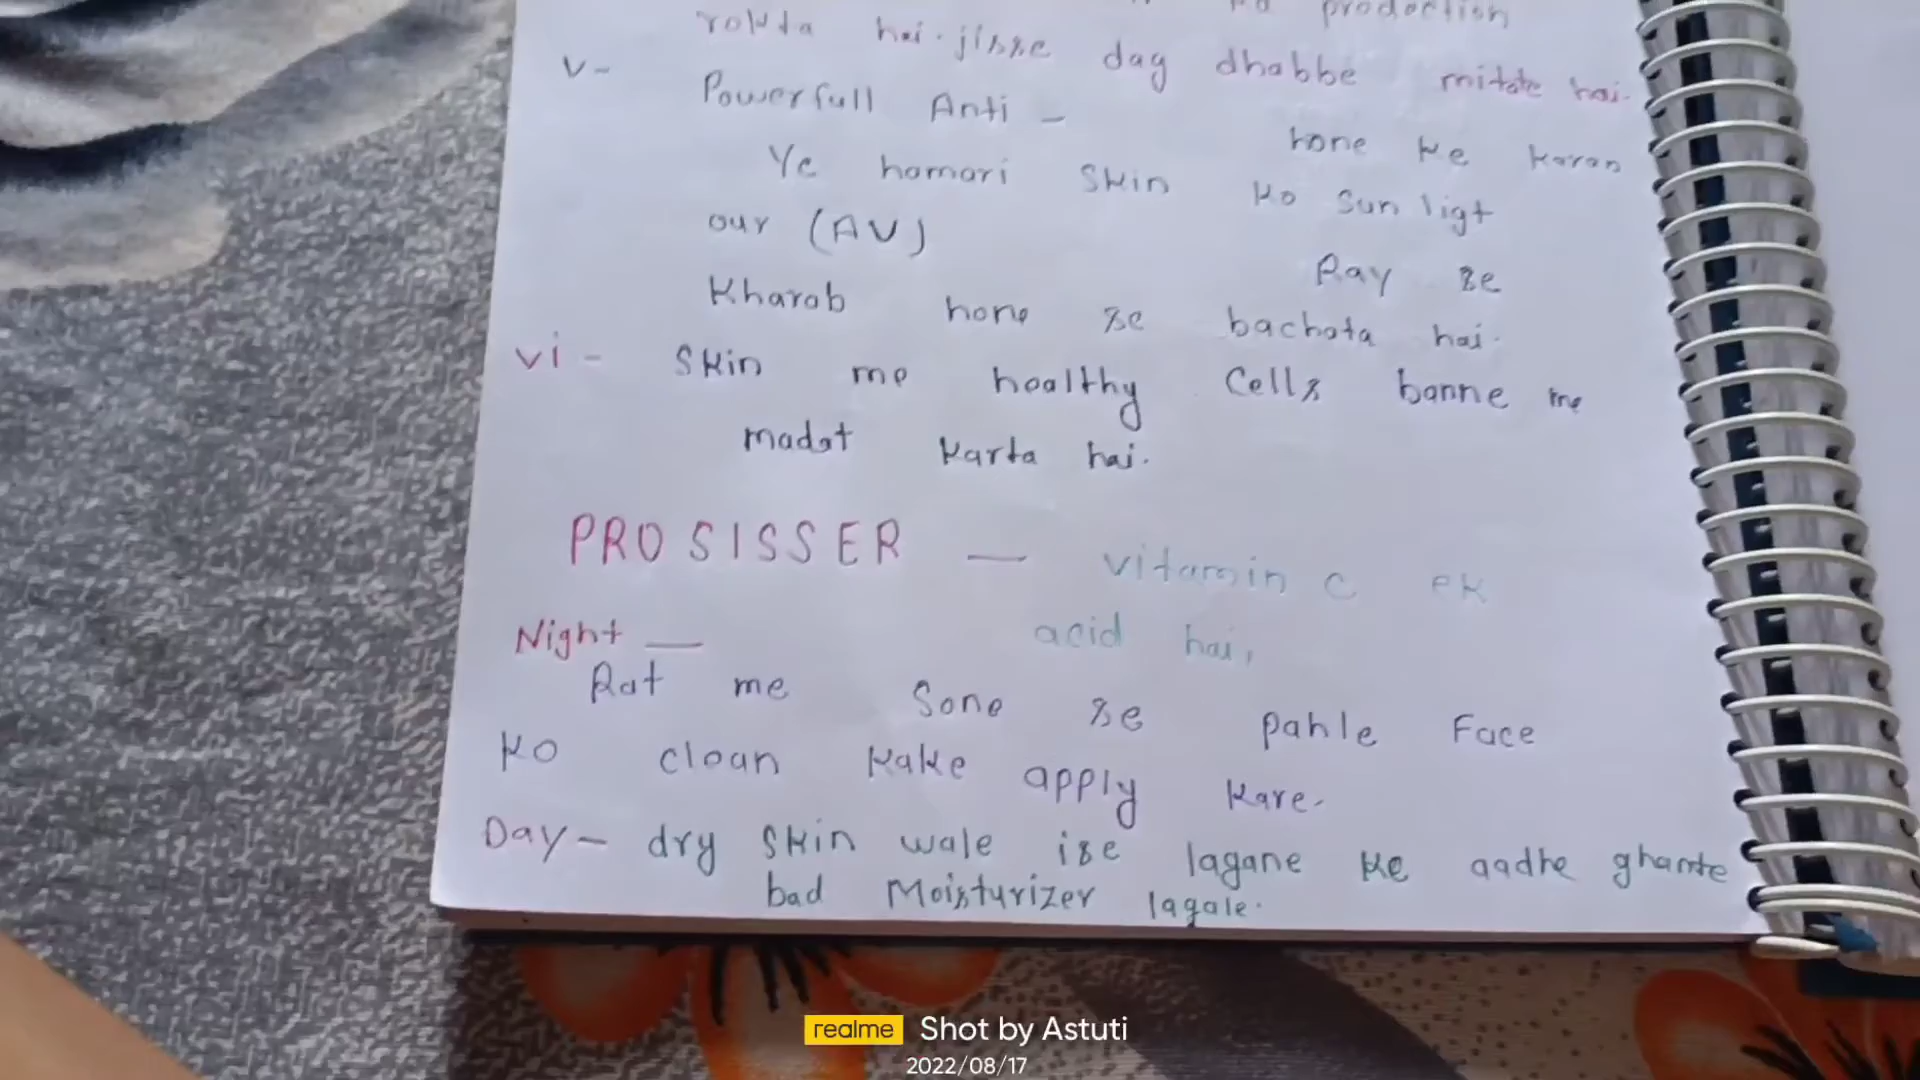 production
rokta hai. jisse dag dhabbe mitate hai.
v- Powerfull Anti - hone ke karan
Ye hamari skin ko sun ligt
our (AV) Ray se
Kharab hone se bachata hai.
vi - Skin me healthy Cells banne me
madat karta hai.
PROSISSER — vitamin c ek
acid hai,
Night —
Rat me Sone se pahle Face
ko clean kake apply kare.
Day - dry skin wale ise lagane ke aadhe ghante
bad Moisturizer lagale.
realme Shot by Astuti
2022/08/17